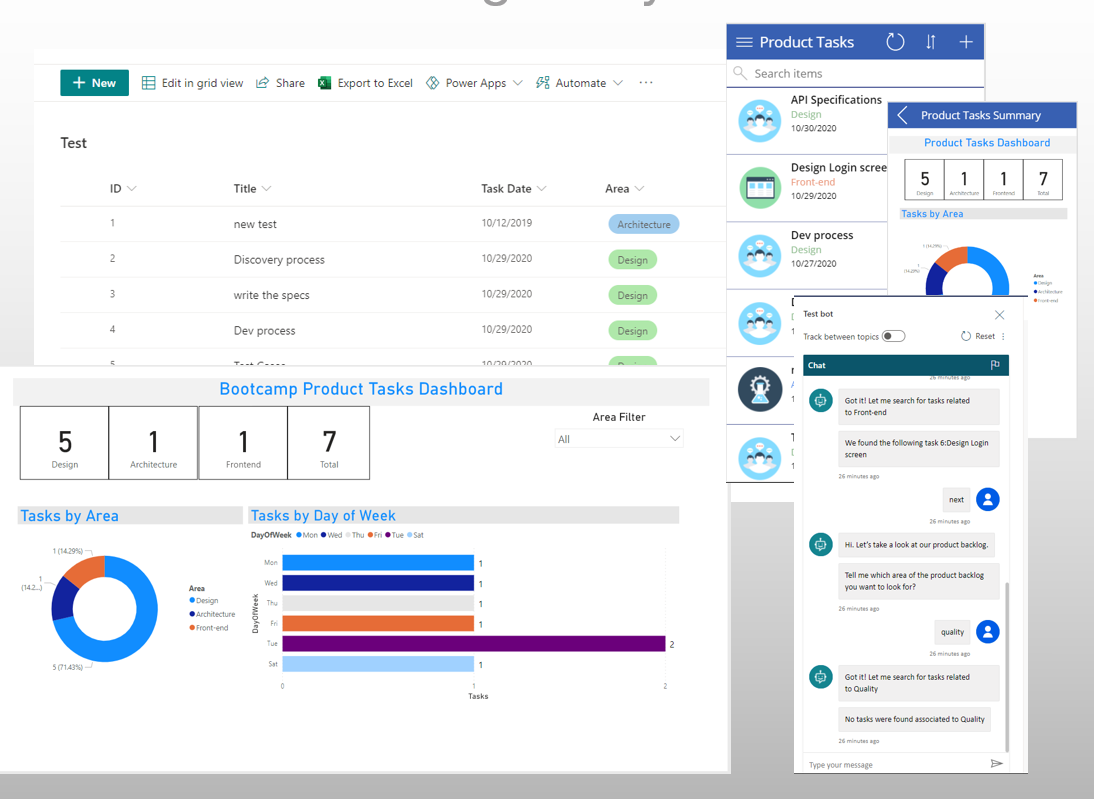 New
Edit in grid view
Share
Export to Excel
Power Apps
Automate
···
Test
ID
Title
Task Date
Area
1
new test
10/12/2019
Architecture
2
Discovery process
10/29/2020
Design
3
write the specs
10/29/2020
Design
4
Dev process
10/29/2020
Design
5
10/29/2020
Product Tasks
Search items
API Specifications
Design
10/30/2020
Design Login scree
Front-end
10/29/2020
Dev process
Design
10/27/2020
Product Tasks Summary
Product Tasks Dashboard
5
Design
1
Architecture
1
Frontend
7
Total
Tasks by Area
1 (14.29%)
1
(14.29%)
Area
Design
Architecture
Front-end
Bootcamp Product Tasks Dashboard
5
Design
1
Architecture
1
Frontend
7
Total
Area Filter
All
Tasks by Area
1 (14.29%)
1
(14.2...)
5 (71.43%)
Area
Design
Architecture
Front-end
Tasks by Day of Week
DayOfWeek Mon Wed Thu Fri Tue Sat
DayOfWeek
Mon
1
Wed
1
Thu
1
Fri
1
Tue
2
Sat
1
0
1
2
Tasks
Test bot
Track between topics
Reset
Chat
26 minutes ago
Got it! Let me search for tasks related
to Front-end
We found the following task 6:Design Login
screen
26 minutes ago
next
26 minutes ago
Hi. Let's take a look at our product backlog.
Tell me which area of the product backlog
you want to look for?
26 minutes ago
quality
26 minutes ago
Got it! Let me search for tasks related
to Quality
No tasks were found associated to Quality
26 minutes ago
Type your message